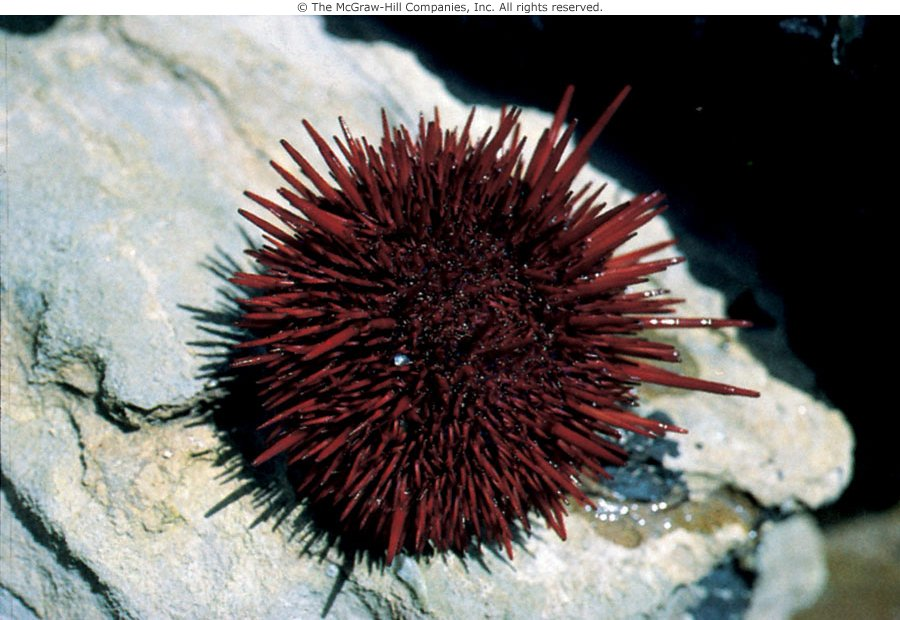 © The McGraw-Hill Companies, Inc. All rights reserved.